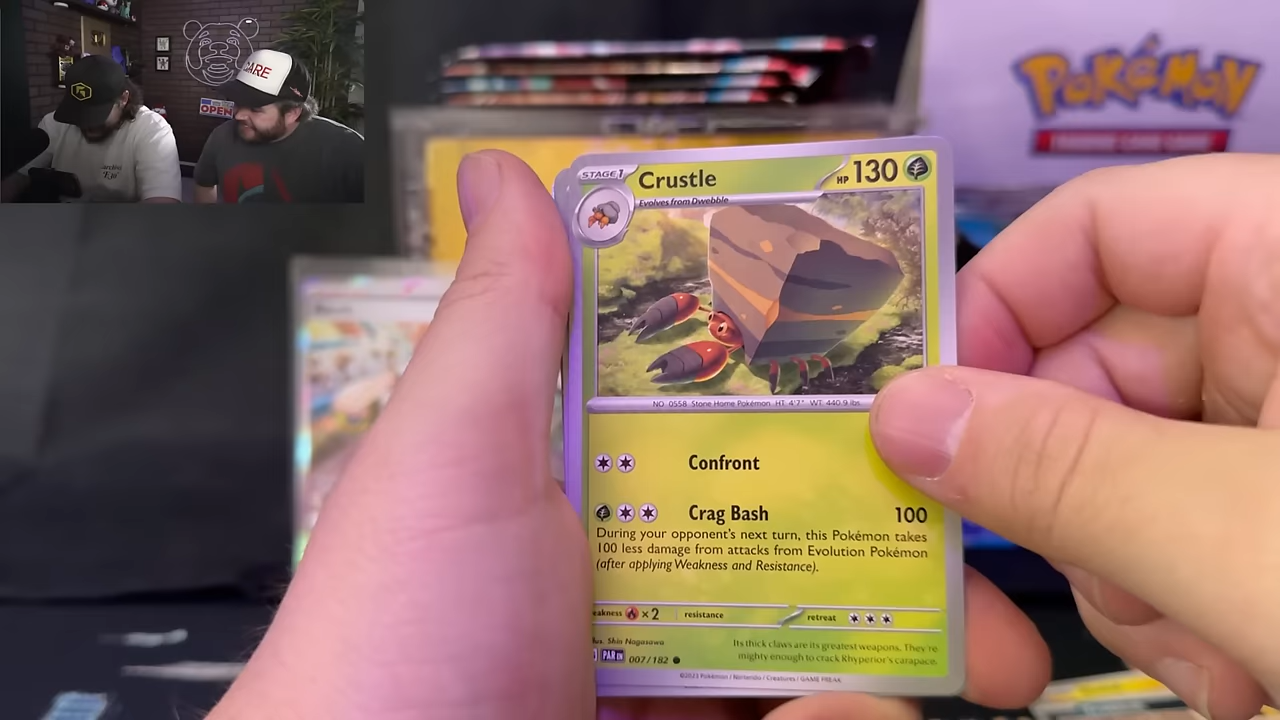 CARE
OPEN
POKÉMON
STAGE 1
Crustle
HP 130
Evolves from Dwebble
NO. 0558 Stone Home Pokémon HT: 4'7" WT: 440.9 lbs
Confront
Crag Bash 100
During your opponent's next turn, this Pokémon takes
100 less damage from attacks from Evolution Pokémon
(after applying Weakness and Resistance).
eakness ×2 resistance retreat
lus. Shin Nagasawa
PAR EN 007/182
Its thick claws are its greatest weapons. They're
mighty enough to crack Rhyperior's carapace.
©2023 Pokémon / Nintendo / Creatures / GAME FREAK